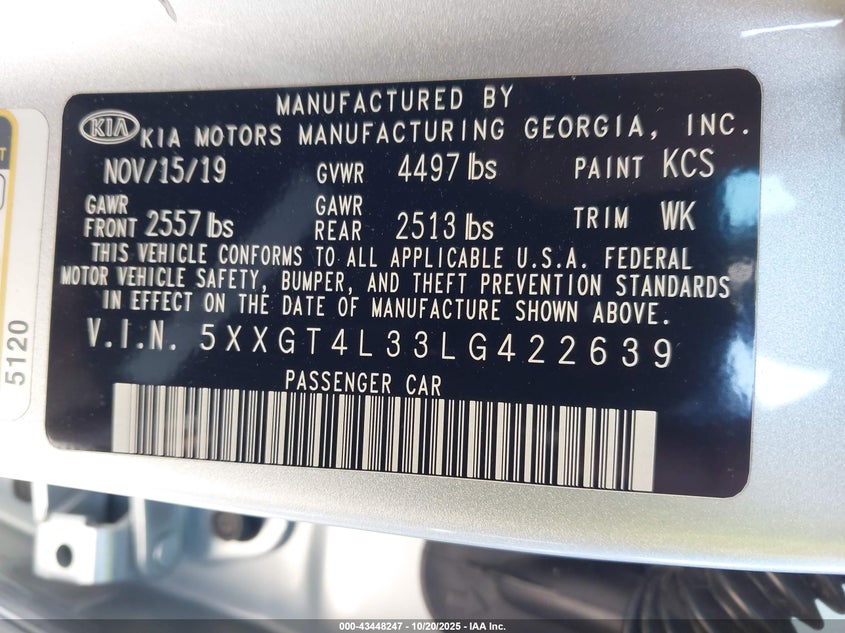 MANUFACTURED BY
KIA KIA MOTORS MANUFACTURING GEORGIA, INC.
NOV/15/19 GVWR 4497 lbs PAINT KCS
GAWR FRONT 2557 lbs GAWR REAR 2513 lbs TRIM WK
THIS VEHICLE CONFORMS TO ALL APPLICABLE U.S.A. FEDERAL
MOTOR VEHICLE SAFETY, BUMPER, AND THEFT PREVENTION STANDARDS
IN EFFECT ON THE DATE OF MANUFACTURE SHOWN ABOVE.
V.I.N. 5XXGT4L33LG422639
PASSENGER CAR
5120
000-43448247 - 10/20/2025 - IAA Inc.